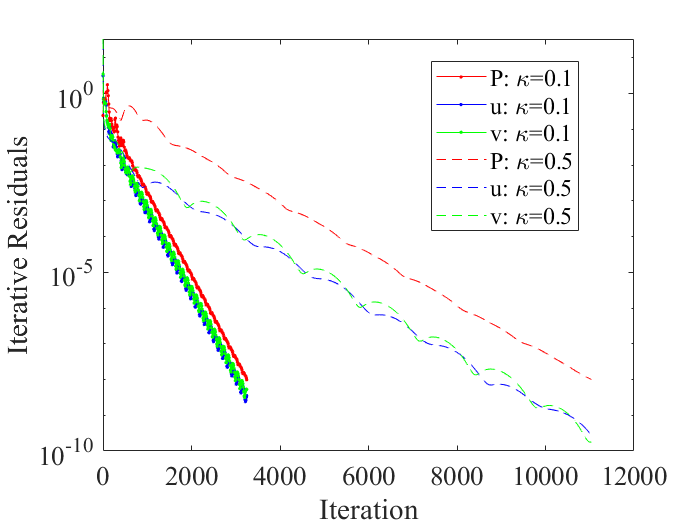 10^0
10^-5
10^-10
Iterative Residuals
P: κ=0.1
u: κ=0.1
v: κ=0.1
P: κ=0.5
u: κ=0.5
v: κ=0.5
0 2000 4000 6000 8000 10000 12000
Iteration